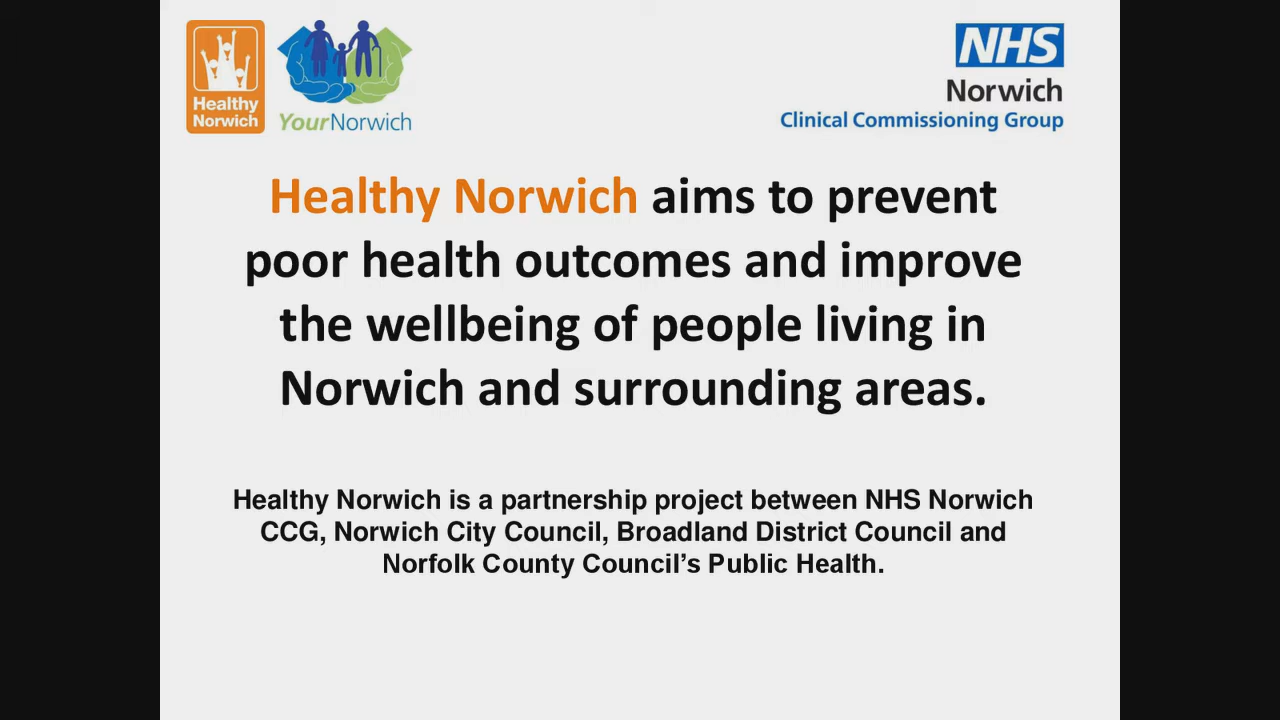 Healthy
Norwich
YourNorwich
NHS
Norwich
Clinical Commissioning Group
Healthy Norwich aims to prevent
poor health outcomes and improve
the wellbeing of people living in
Norwich and surrounding areas.
Healthy Norwich is a partnership project between NHS Norwich
CCG, Norwich City Council, Broadland District Council and
Norfolk County Council’s Public Health.